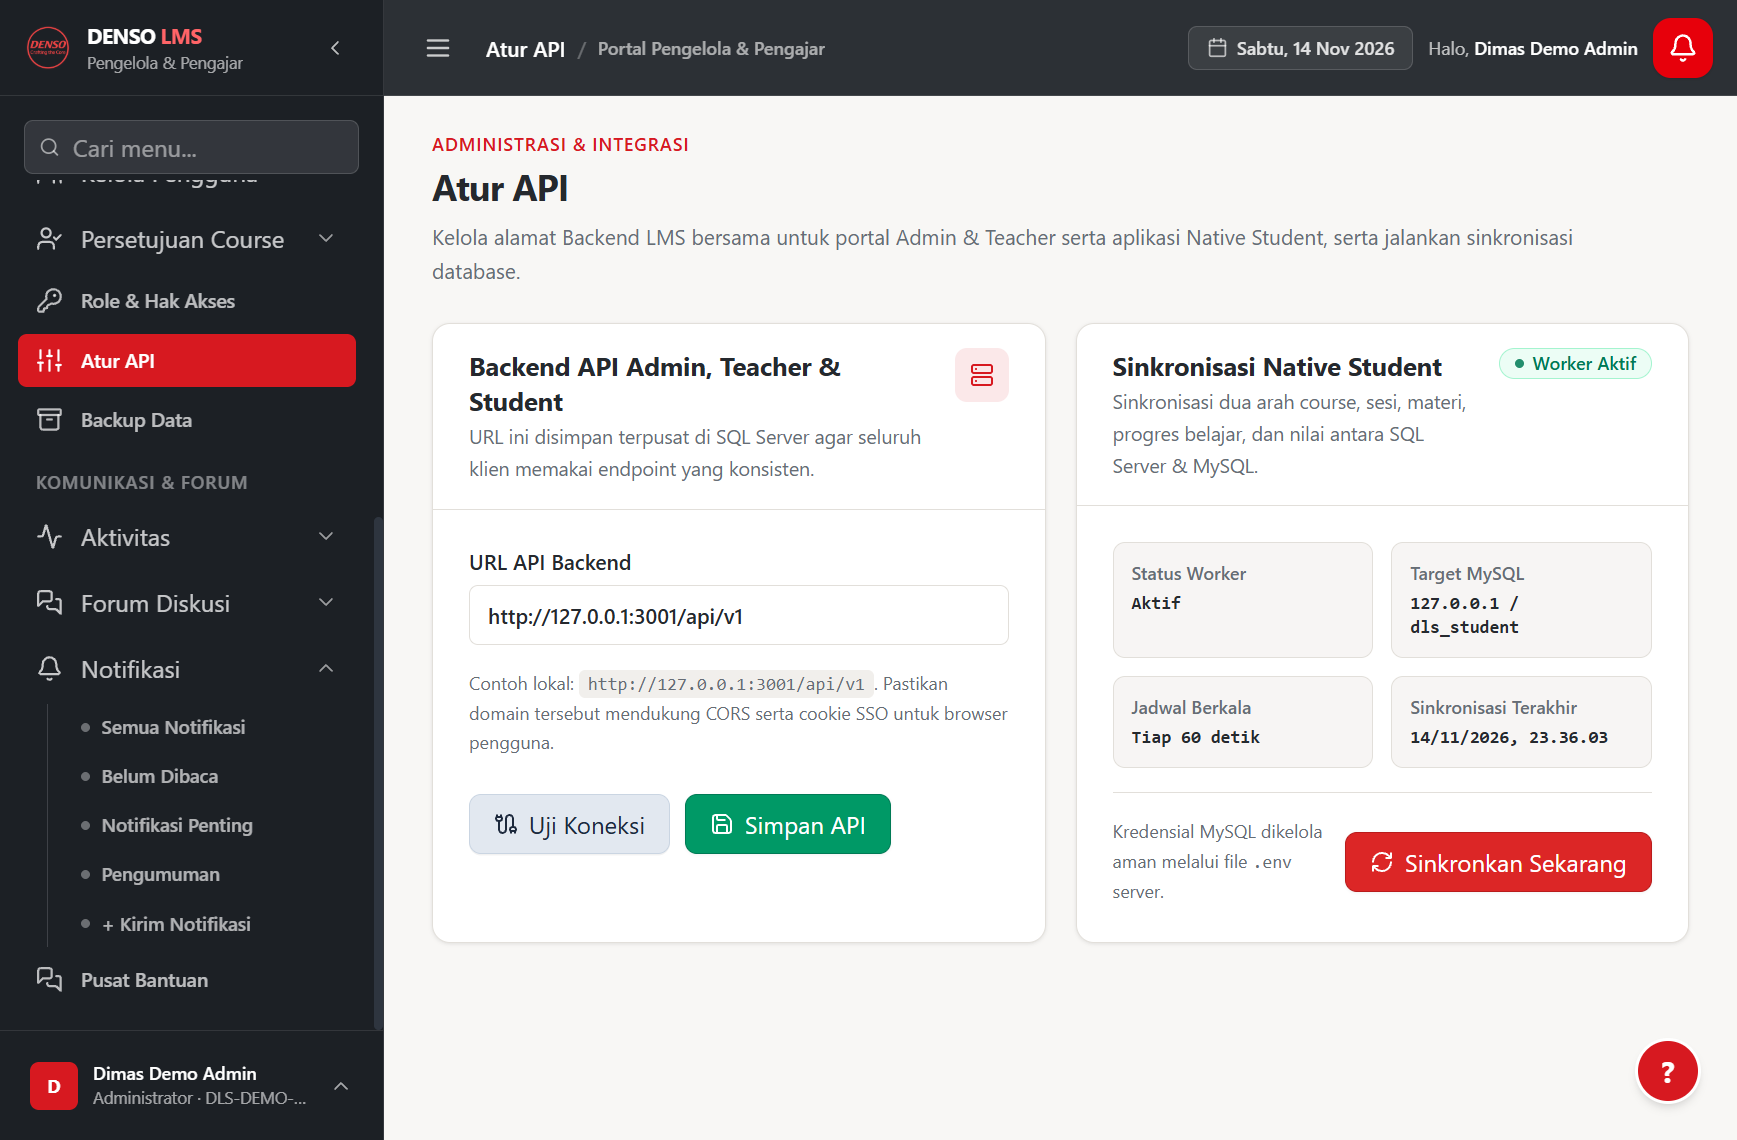 DENSO
DENSO LMS
Pengelola & Pengajar
Cari menu...
Kelola Pengguna
Persetujuan Course
Role & Hak Akses
Atur API
Backup Data
KOMUNIKASI & FORUM
Aktivitas
Forum Diskusi
Notifikasi
Semua Notifikasi
Belum Dibaca
Notifikasi Penting
Pengumuman
+ Kirim Notifikasi
Pusat Bantuan
D
Dimas Demo Admin
Administrator · DLS-DEMO-...
Atur API / Portal Pengelola & Pengajar
Sabtu, 14 Nov 2026
Halo, Dimas Demo Admin
ADMINISTRASI & INTEGRASI
Atur API
Kelola alamat Backend LMS bersama untuk portal Admin & Teacher serta aplikasi Native Student, serta jalankan sinkronisasi
database.
Backend API Admin, Teacher &
Student
URL ini disimpan terpusat di SQL Server agar seluruh
klien memakai endpoint yang konsisten.
URL API Backend
http://127.0.0.1:3001/api/v1
Contoh lokal: http://127.0.0.1:3001/api/v1. Pastikan
domain tersebut mendukung CORS serta cookie SSO untuk browser
pengguna.
Uji Koneksi
Simpan API
Sinkronisasi Native Student
Worker Aktif
Sinkronisasi dua arah course, sesi, materi,
progres belajar, dan nilai antara SQL
Server & MySQL.
Status Worker
Aktif
Target MySQL
127.0.0.1 /
dls_student
Jadwal Berkala
Tiap 60 detik
Sinkronisasi Terakhir
14/11/2026, 23.36.03
Kredensial MySQL dikelola
aman melalui file .env
server.
Sinkronkan Sekarang
?